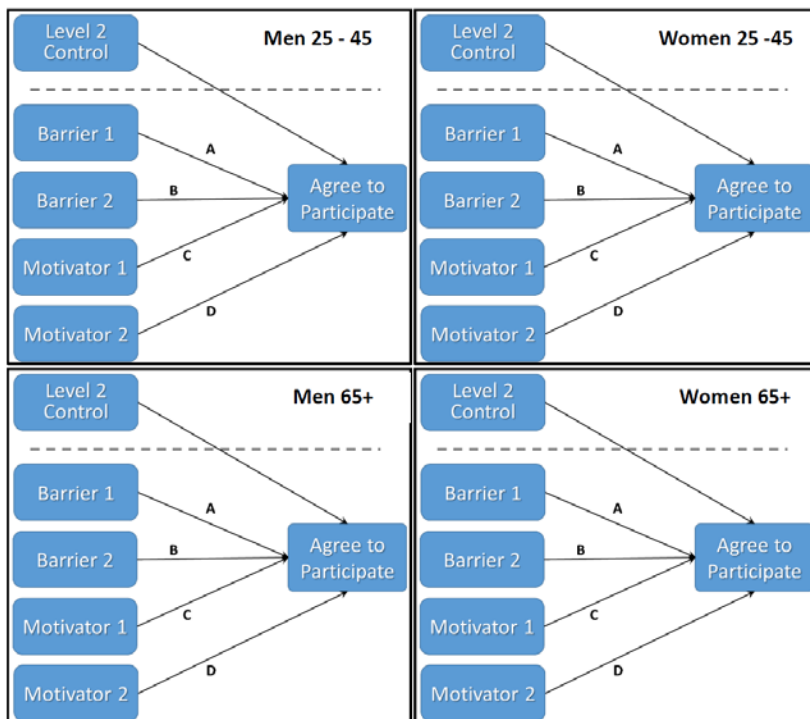 Level 2
Control
Men 25 - 45
Barrier 1
A
Barrier 2
B
Agree to
Participate
Motivator 1
C
Motivator 2
D
Level 2
Control
Women 25 -45
Barrier 1
A
Barrier 2
B
Agree to
Participate
Motivator 1
C
Motivator 2
D
Level 2
Control
Men 65+
Barrier 1
A
Barrier 2
B
Agree to
Participate
Motivator 1
C
Motivator 2
D
Level 2
Control
Women 65+
Barrier 1
A
Barrier 2
B
Agree to
Participate
Motivator 1
C
Motivator 2
D